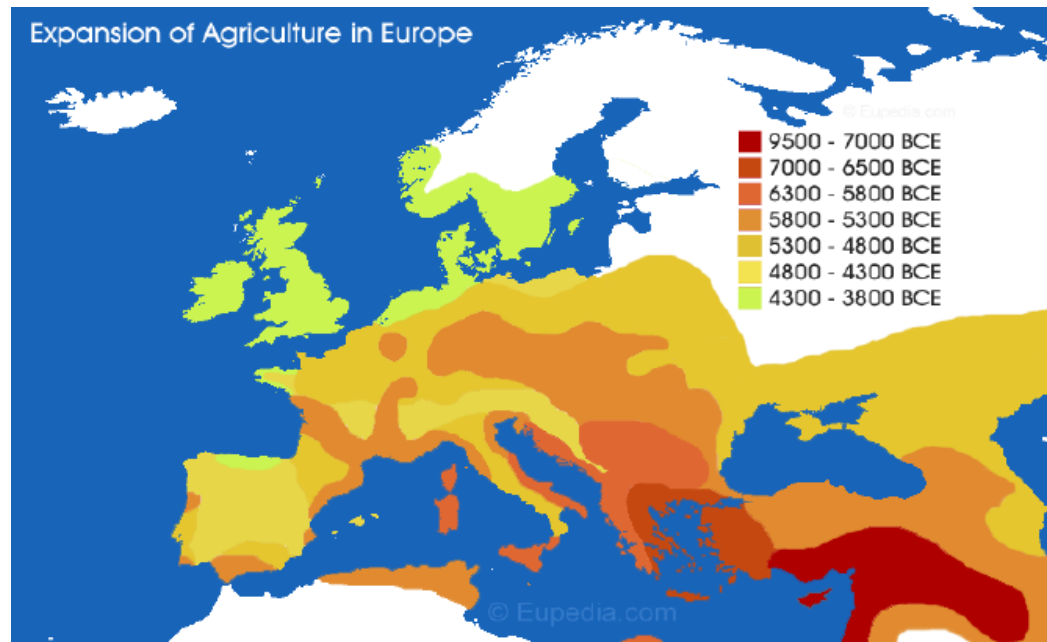 Expansion of Agriculture in Europe
© Eupedia.com
9500 - 7000 BCE
7000 - 6500 BCE
6300 - 5800 BCE
5800 - 5300 BCE
5300 - 4800 BCE
4800 - 4300 BCE
4300 - 3800 BCE
© Eupedia.com